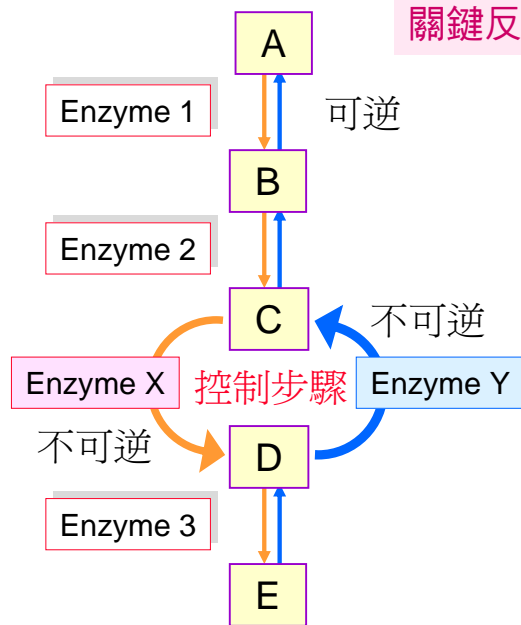 關鍵反
A
Enzyme 1
可逆
B
Enzyme 2
C
不可逆
Enzyme X
控制步驟
Enzyme Y
不可逆
D
Enzyme 3
E